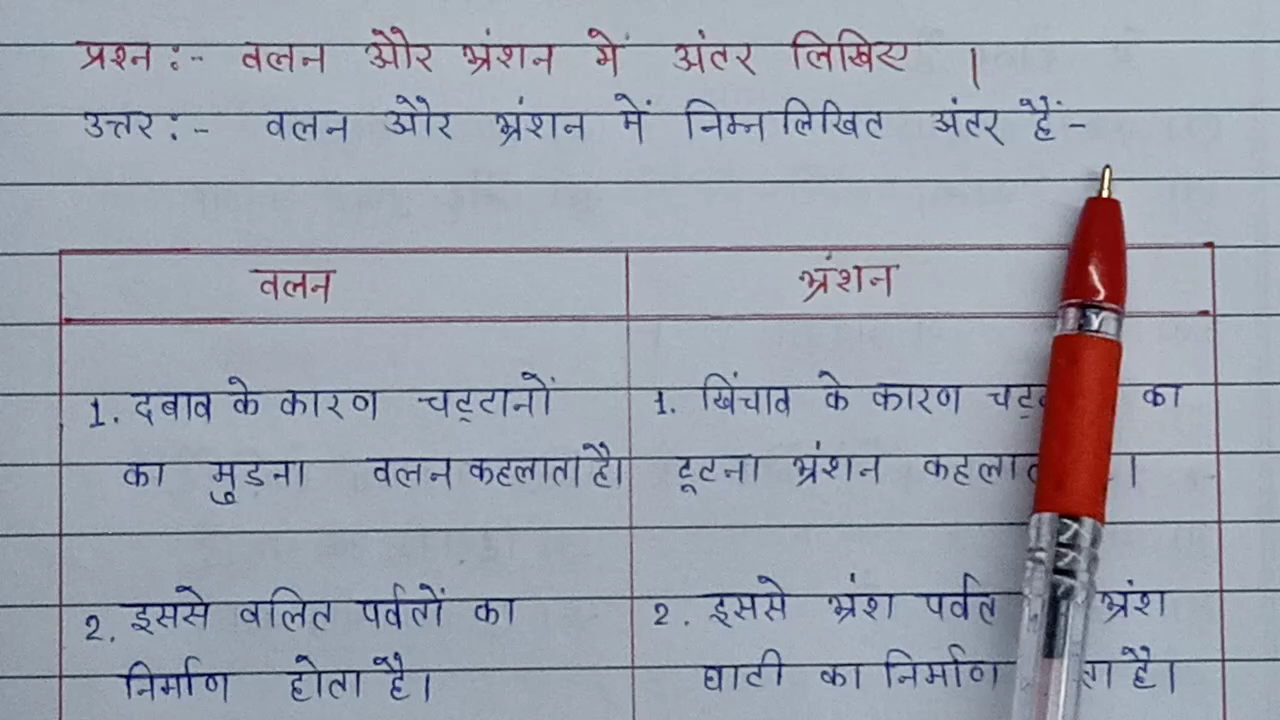 प्रश्न :- वलन और भ्रंशन में अंतर लिखिए ।
उत्तर :- वलन और भ्रंशन में निम्नलिखित अंतर हैं -
वलन
भ्रंशन
1. दबाव के कारण चट्टानों
का मुड़ना वलन कहलाता है।
1. खिंचाव के कारण का
टूटना भ्रंशन ।
2. इससे वलित पर्वतों का
निर्माण होता है।
2. इससे भ्रंश पर्वत भ्रंश
घाटी का निर्माण है।